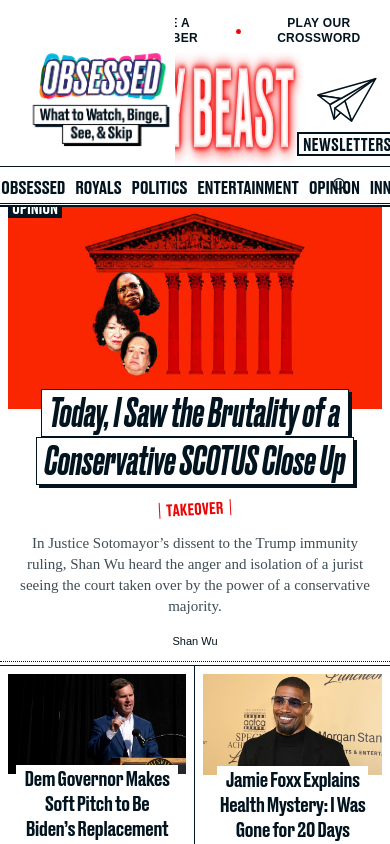 PLAY OUR
CROSSWORD
OBSESSED
What to Watch, Binge,
See, & Skip
BEAST
NEWSLETTERS
OBSESSED ROYALS POLITICS ENTERTAINMENT OPINION INN
OPINION
Today, I Saw the Brutality of a
Conservative SCOTUS Close Up
TAKEOVER
In Justice Sotomayor’s dissent to the Trump immunity
ruling, Shan Wu heard the anger and isolation of a jurist
seeing the court taken over by the power of a conservative
majority.
Shan Wu
Dem Governor Makes
Soft Pitch to Be
Biden’s Replacement
Jamie Foxx Explains
Health Mystery: I Was
Gone for 20 Days